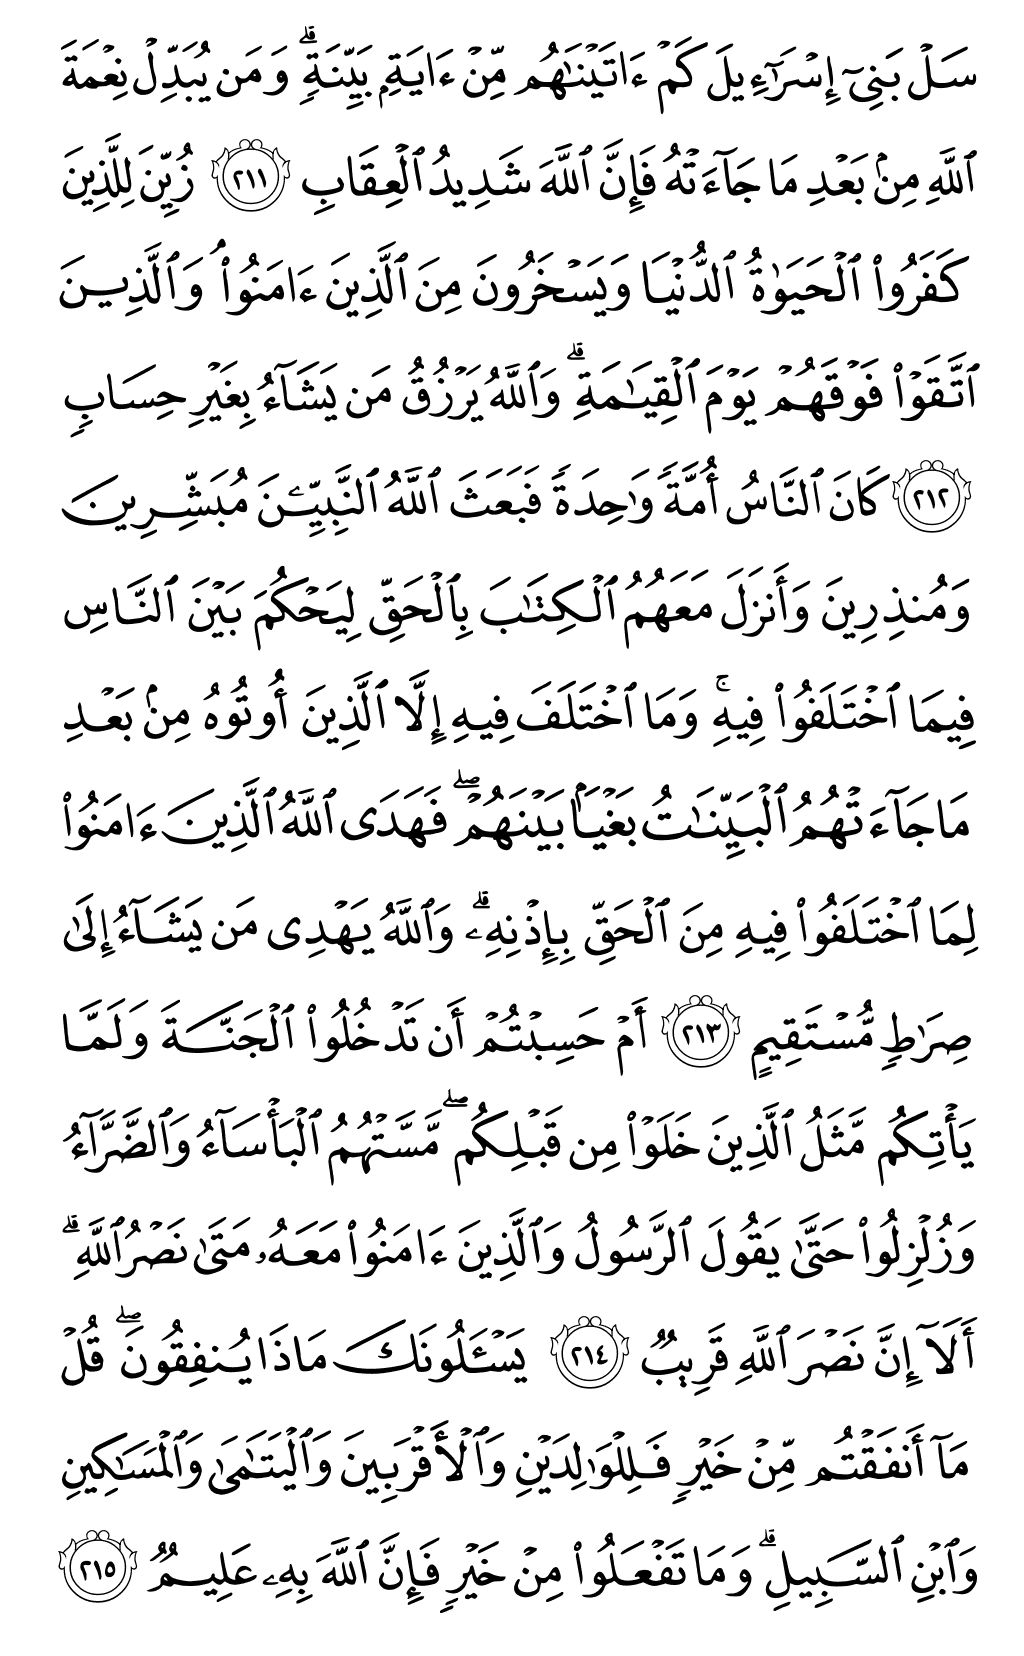 سَلۡ بَنِيٓ إِسۡرَٰٓءِيلَ كَمۡ ءَاتَيۡنَٰهُم مِّنۡ ءَايَةِۭ بَيِّنَةٖۗ وَمَن يُبَدِّلۡ نِعۡمَةَ
ٱللَّهِ مِنۢ بَعۡدِ مَا جَآءَتۡهُ فَإِنَّ ٱللَّهَ شَدِيدُ ٱلۡعِقَابِ ٢١١ زُيِّنَ لِلَّذِينَ
كَفَرُواْ ٱلۡحَيَوٰةُ ٱلدُّنۡيَا وَيَسۡخَرُونَ مِنَ ٱلَّذِينَ ءَامَنُواْۘ وَٱلَّذِينَ
ٱتَّقَوۡاْ فَوۡقَهُمۡ يَوۡمَ ٱلۡقِيَٰمَةِۗ وَٱللَّهُ يَرۡزُقُ مَن يَشَآءُ بِغَيۡرِ حِسَابٖ
٢١٢ كَانَ ٱلنَّاسُ أُمَّةٗ وَٰحِدَةٗ فَبَعَثَ ٱللَّهُ ٱلنَّبِيِّـۧنَ مُبَشِّرِينَ
وَمُنذِرِينَ وَأَنزَلَ مَعَهُمُ ٱلۡكِتَٰبَ بِٱلۡحَقِّ لِيَحۡكُمَ بَيۡنَ ٱلنَّاسِ
فِيمَا ٱخۡتَلَفُواْ فِيهِۚ وَمَا ٱخۡتَلَفَ فِيهِ إِلَّا ٱلَّذِينَ أُوتُوهُ مِنۢ بَعۡدِ
مَا جَآءَتۡهُمُ ٱلۡبَيِّنَٰتُ بَغۡيَۢا بَيۡنَهُمۡۖ فَهَدَى ٱللَّهُ ٱلَّذِينَ ءَامَنُواْ
لِمَا ٱخۡتَلَفُواْ فِيهِ مِنَ ٱلۡحَقِّ بِإِذۡنِهِۦۗ وَٱللَّهُ يَهۡدِي مَن يَشَآءُ إِلَىٰ
صِرَٰطٖ مُّسۡتَقِيمٍ ٢١٣ أَمۡ حَسِبۡتُمۡ أَن تَدۡخُلُواْ ٱلۡجَنَّةَ وَلَمَّا
يَأۡتِكُم مَّثَلُ ٱلَّذِينَ خَلَوۡاْ مِن قَبۡلِكُمۖ مَّسَّتۡهُمُ ٱلۡبَأۡسَآءُ وَٱلضَّرَّآءُ
وَزُلۡزِلُواْ حَتَّىٰ يَقُولَ ٱلرَّسُولُ وَٱلَّذِينَ ءَامَنُواْ مَعَهُۥ مَتَىٰ نَصۡرُ ٱللَّهِۗ
أَلَآ إِنَّ نَصۡرَ ٱللَّهِ قَرِيبٞ ٢١٤ يَسۡـَٔلُونَكَ مَاذَا يُنفِقُونَۖ قُلۡ
مَآ أَنفَقۡتُم مِّنۡ خَيۡرٖ فَلِلۡوَٰلِدَيۡنِ وَٱلۡأَقۡرَبِينَ وَٱلۡيَتَٰمَىٰ وَٱلۡمَسَٰكِينِ
وَٱبۡنِ ٱلسَّبِيلِۗ وَمَا تَفۡعَلُواْ مِنۡ خَيۡرٖ فَإِنَّ ٱللَّهَ بِهِۦ عَلِيمٞ ٢١٥